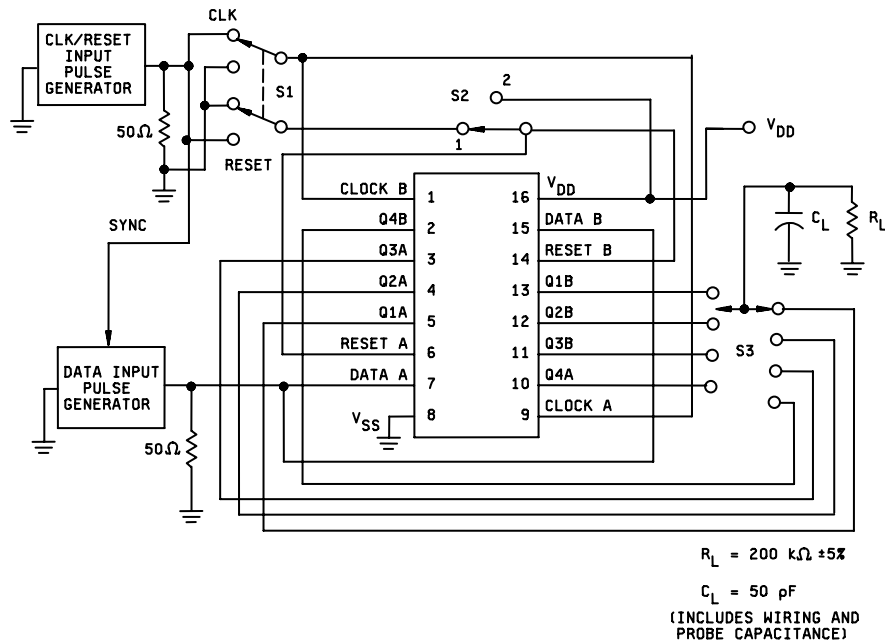 CLK
CLK/RESET
INPUT
PULSE
GENERATOR
50Ω
S1
RESET
2
S2
1
V_DD
SYNC
CLOCK B 1
Q4B 2
Q3A 3
Q2A 4
Q1A 5
RESET A 6
DATA A 7
V_SS 8
16 V_DD
15 DATA B
14 RESET B
13 Q1B
12 Q2B
11 Q3B
10 Q4A
9 CLOCK A
C_L
R_L
S3
DATA INPUT
PULSE
GENERATOR
50Ω
R_L = 200 kΩ ±5%
C_L = 50 pF
(INCLUDES WIRING AND
PROBE CAPACITANCE)